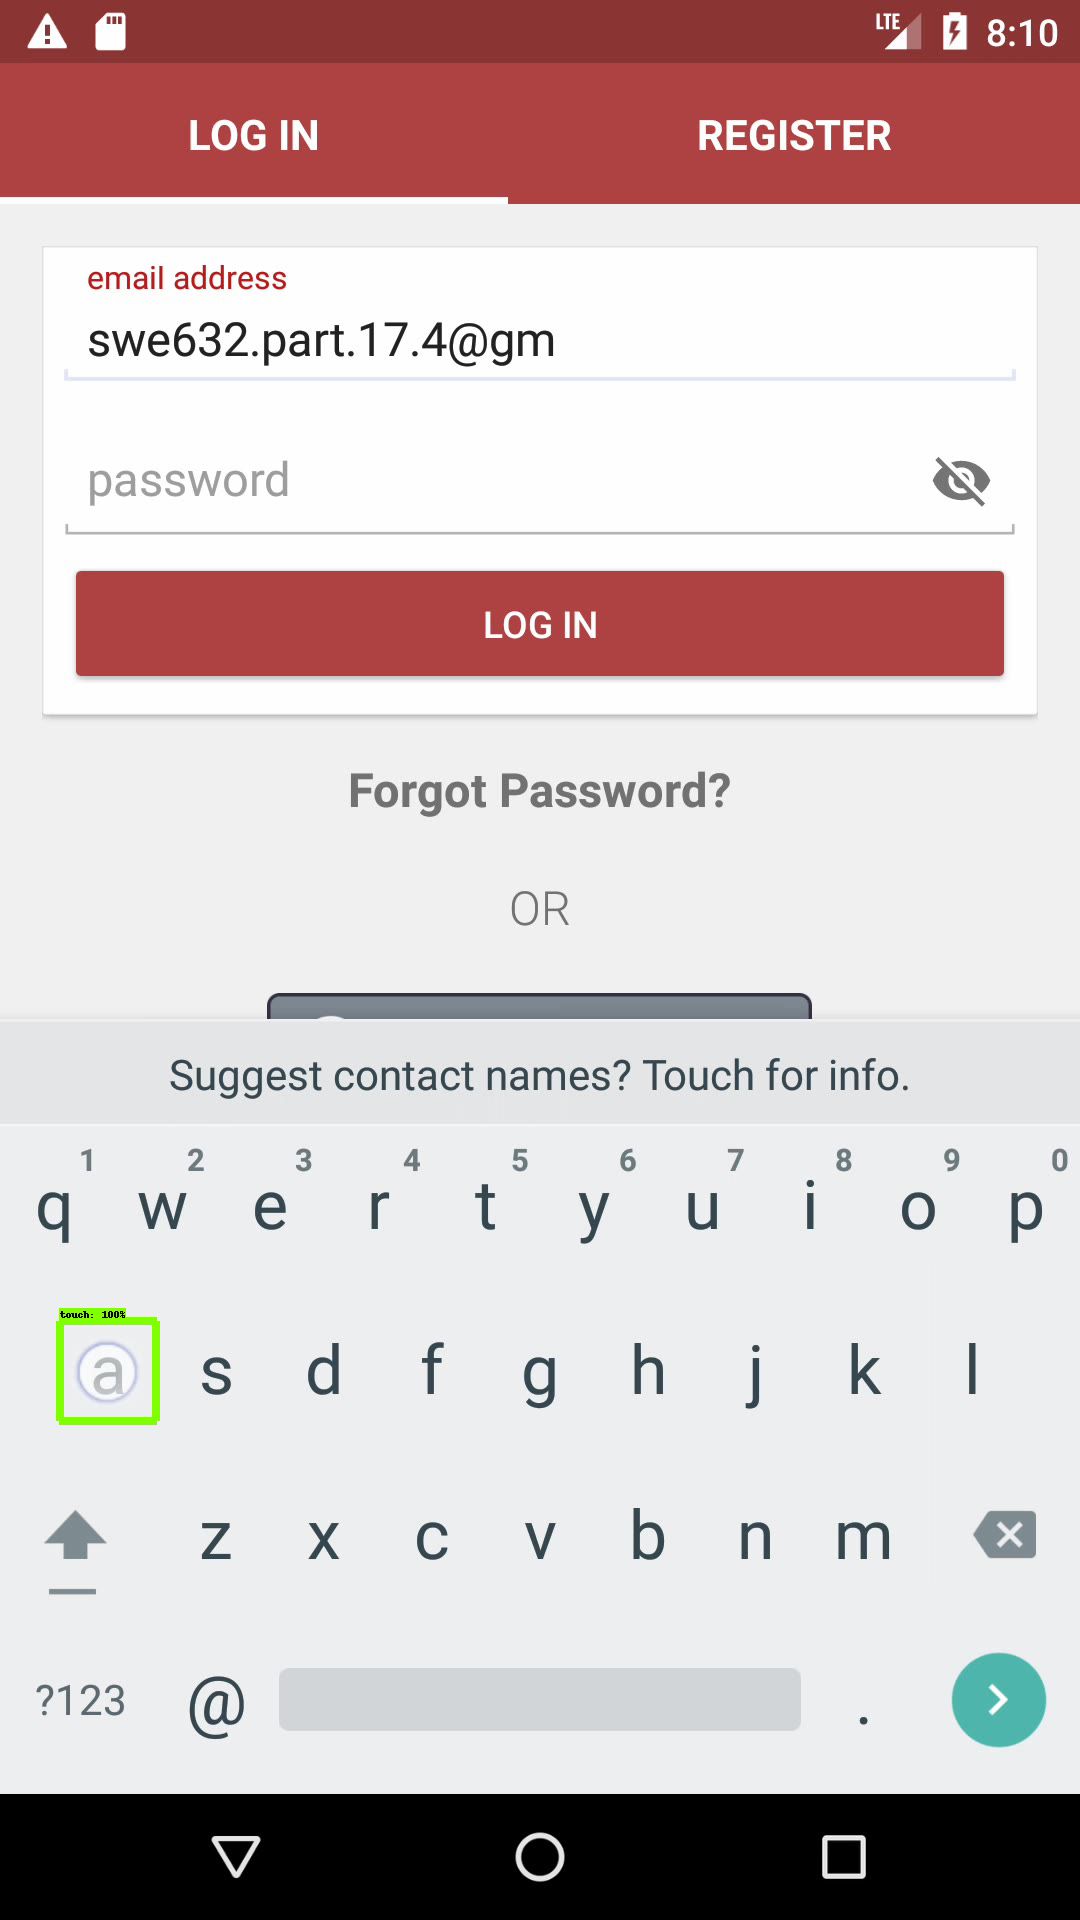 LTE 8:10
LOG IN REGISTER
email address
swe632.part.17.4@gm
password
LOG IN
Forgot Password?
OR
Suggest contact names? Touch for info.
1 2 3 4 5 6 7 8 9 0
q w e r t y u i o p
touch: 100%
a s d f g h j k l
z x c v b n m
?123 @ .